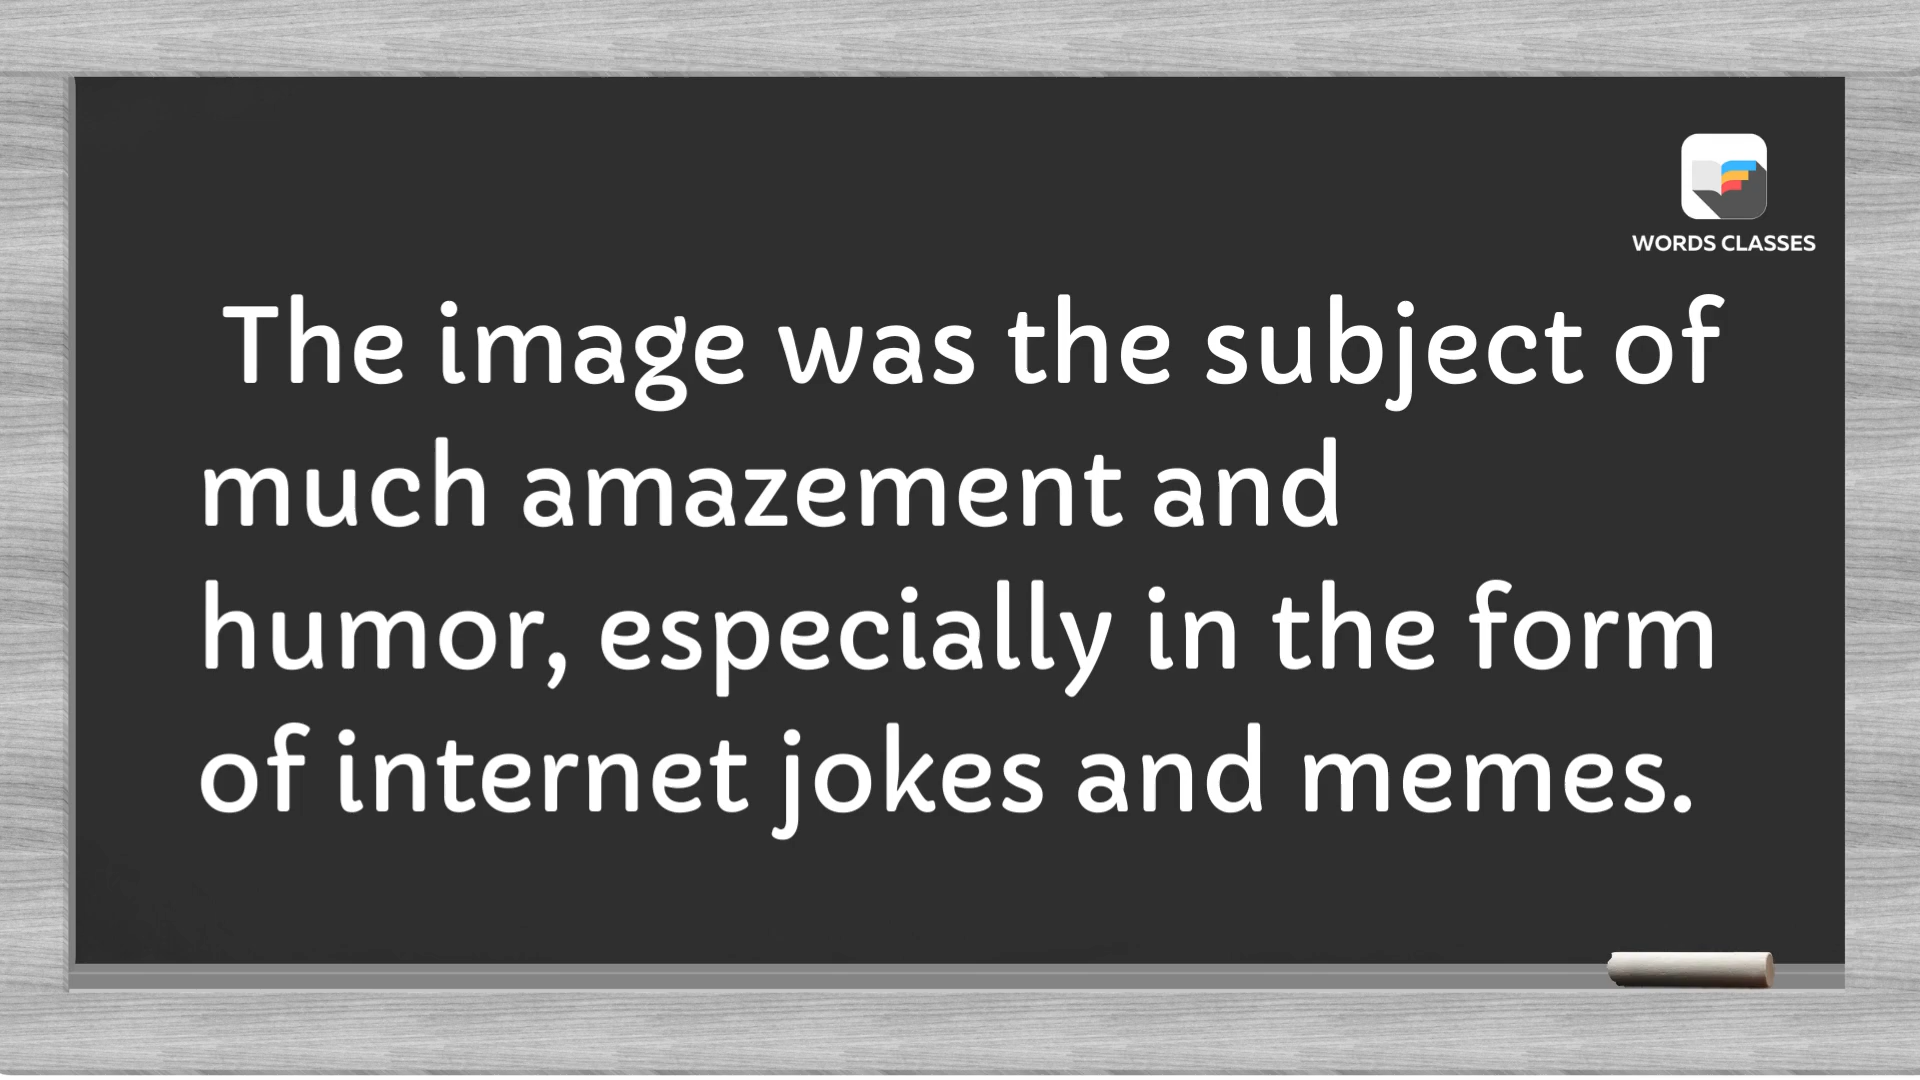 WORDS CLASSES
The image was the subject of
much amazement and
humor, especially in the form
of internet jokes and memes.